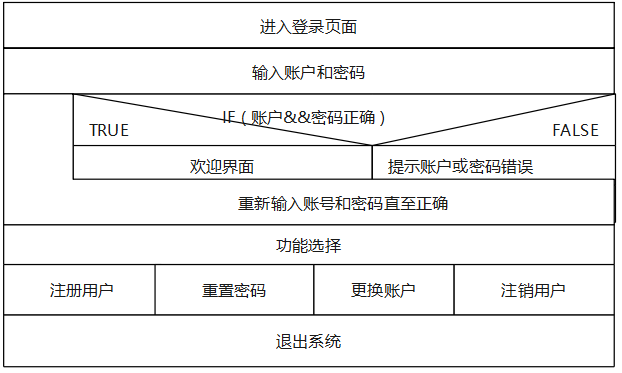 进入登录页面
输入账户和密码
IF（账户&&密码正确）
TRUE
FALSE
欢迎界面
提示账户或密码错误
重新输入账号和密码直至正确
功能选择
注册用户
重置密码
更换账户
注销用户
退出系统